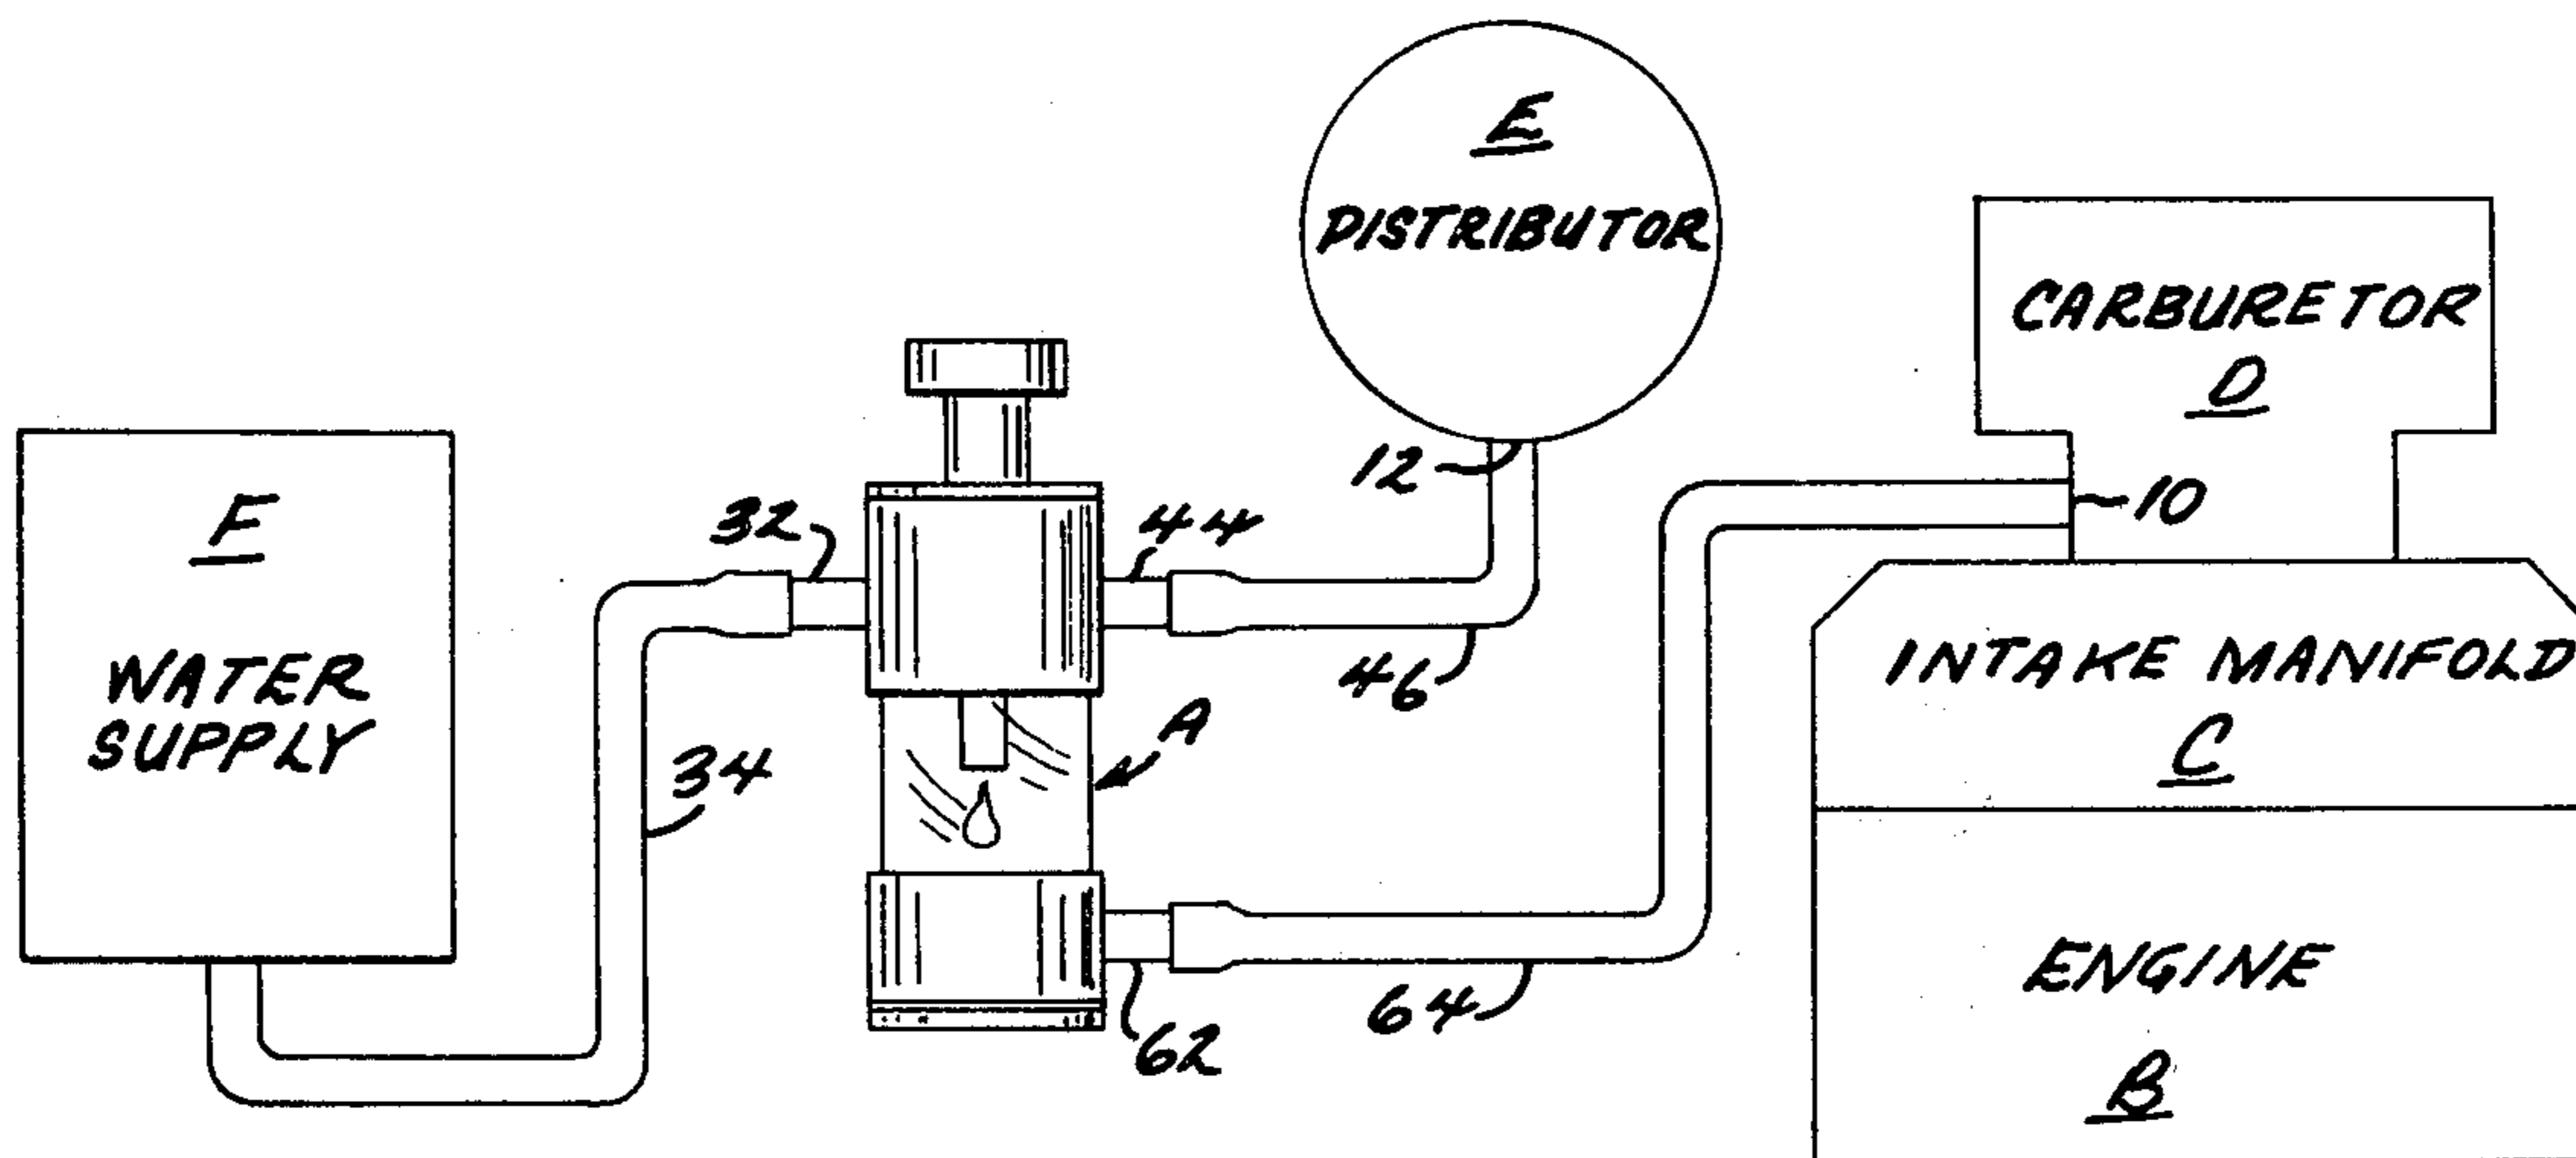 E
DISTRIBUTOR
CARBURETOR
D
12
10
F
WATER
SUPPLY
32
44
46
34
A
INTAKE MANIFOLD
C
64
62
ENGINE
B